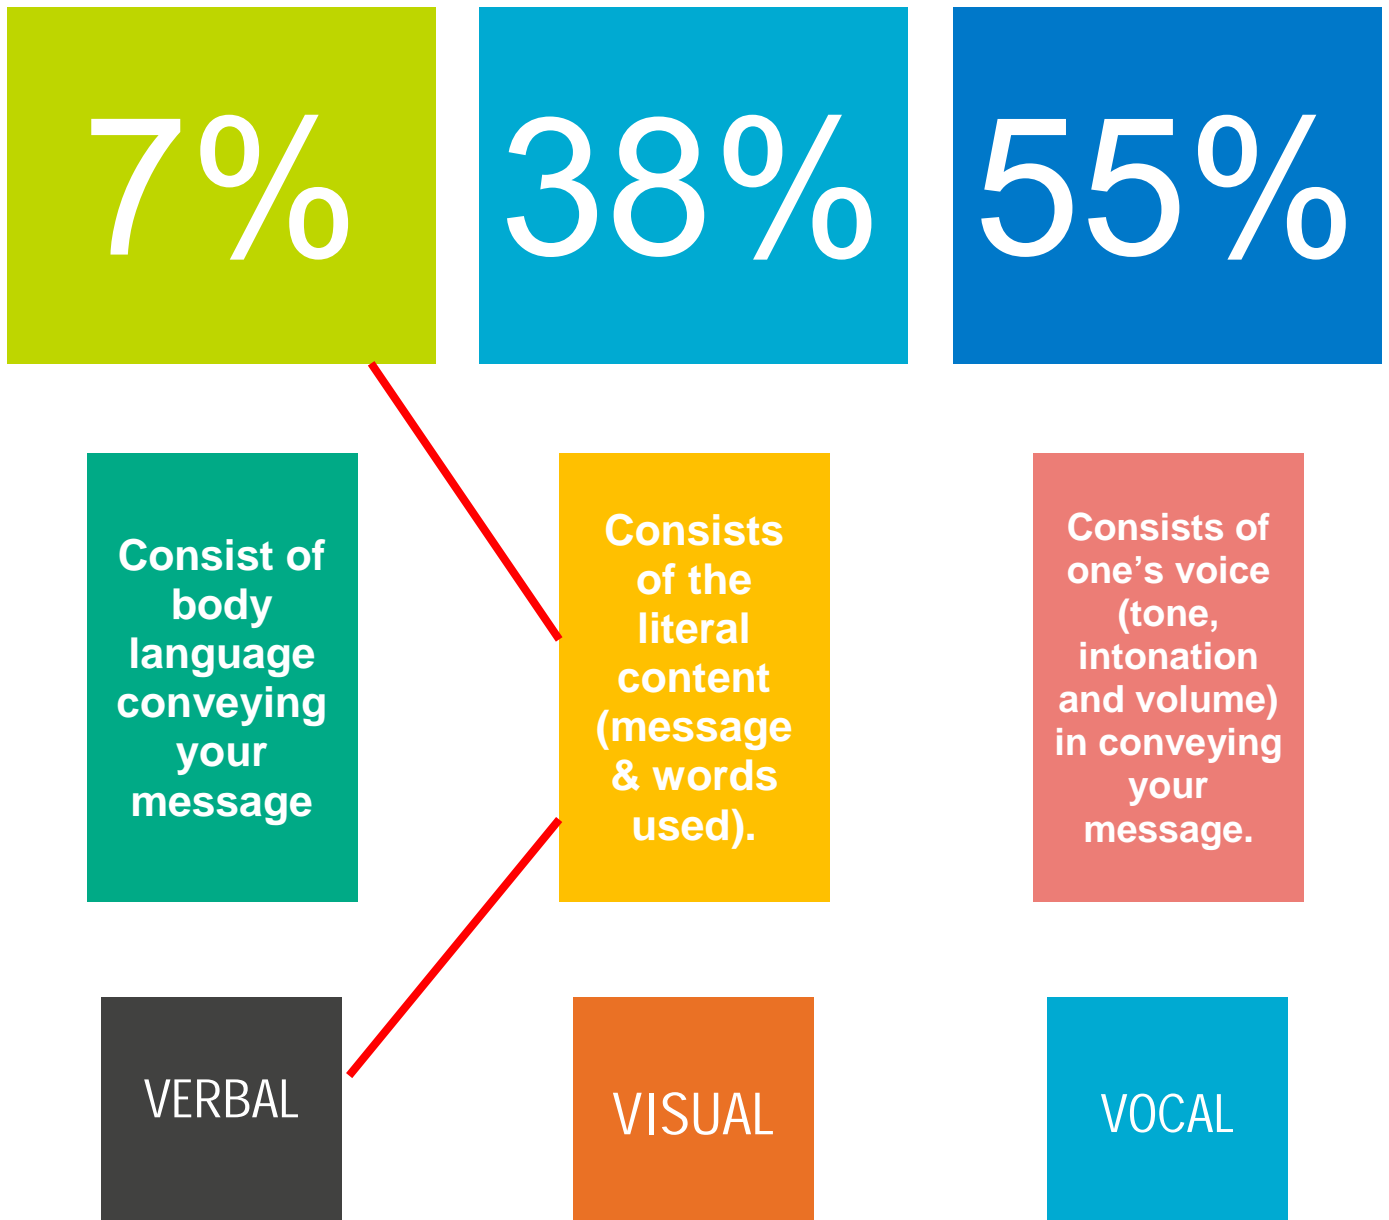 7%
38%
55%
Consist of
body
language
conveying
your
message
Consists
of the
literal
content
(message
& words
used).
Consists of
one’s voice
(tone,
intonation
and volume)
in conveying
your
message.
VERBAL
VISUAL
VOCAL